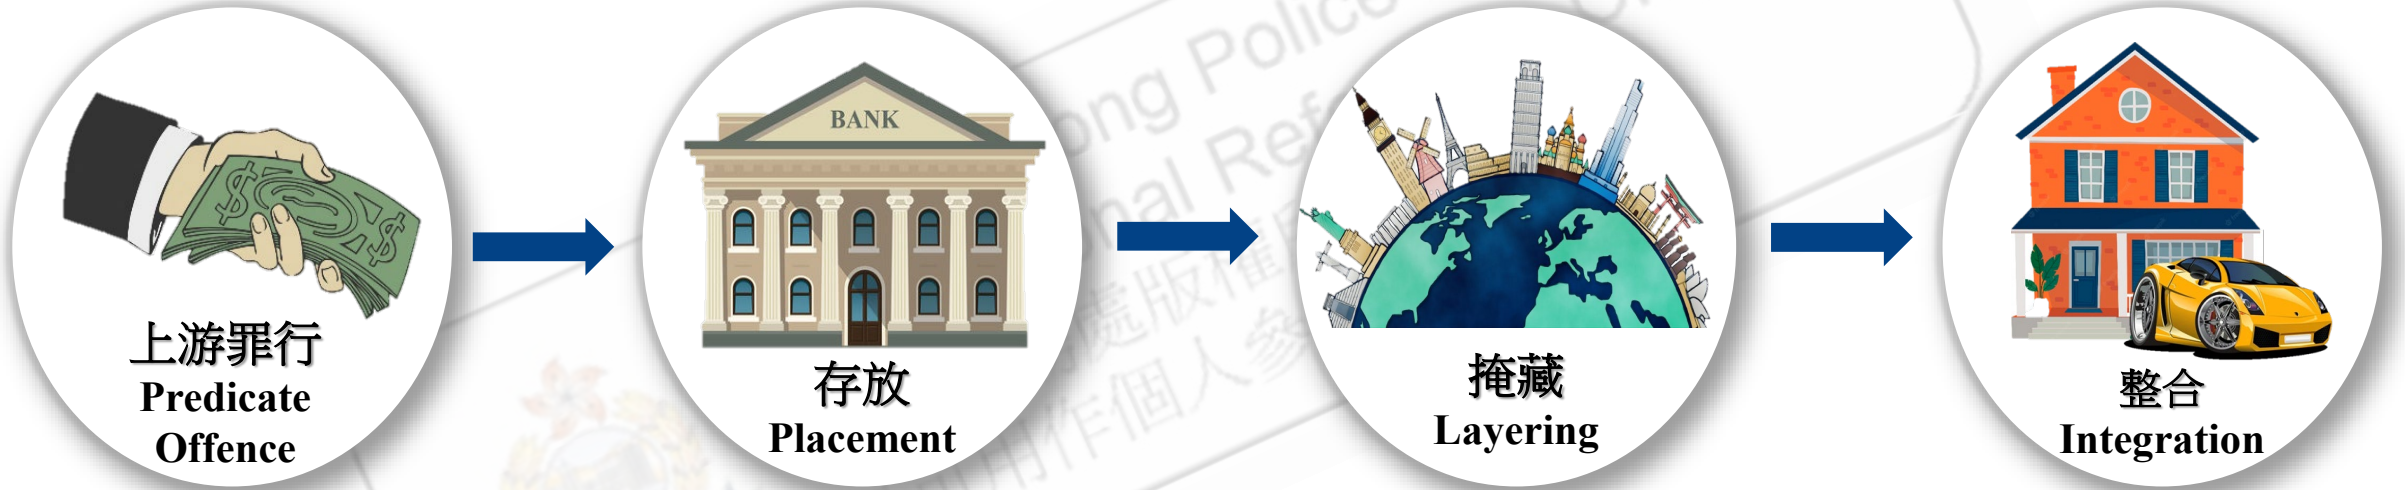 上游罪行
Predicate
Offence
BANK
存放
Placement
掩藏
Layering
整合
Integration